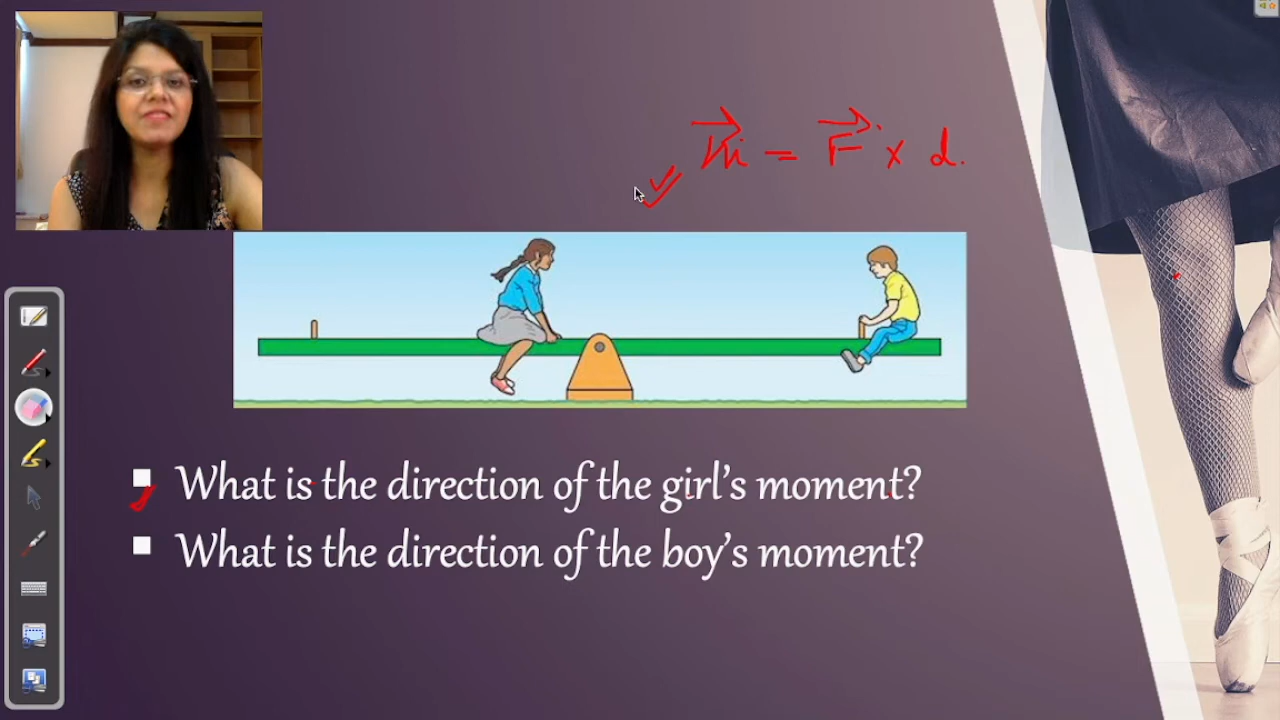 m = F × d.
What is the direction of the girl's moment?
What is the direction of the boy's moment?